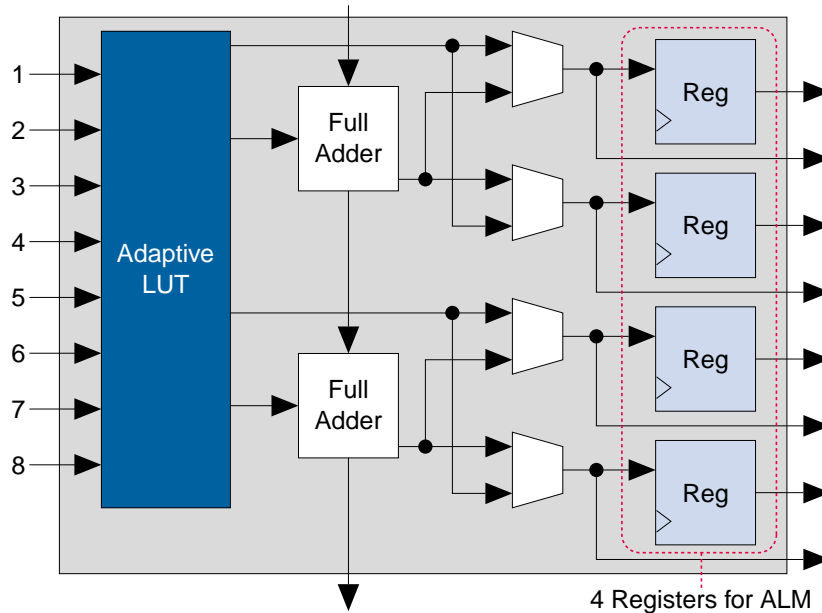 1
2
3
4
5
6
7
8
Adaptive
LUT
Full
Adder
Full
Adder
Reg
Reg
Reg
Reg
4 Registers for ALM